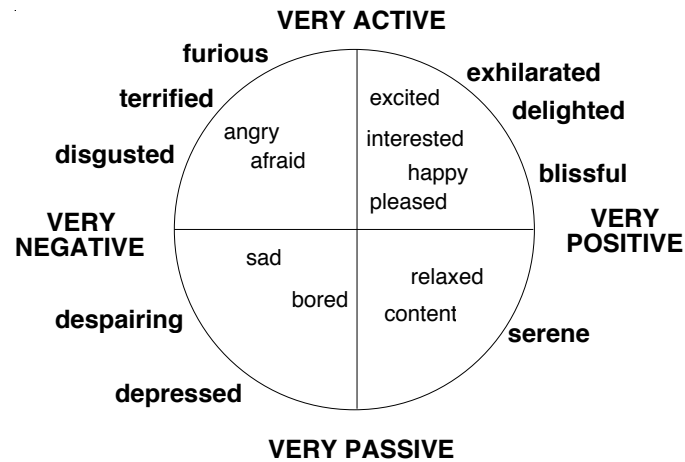 VERY ACTIVE
furious
exhilarated
terrified
excited
delighted
angry
interested
disgusted
afraid
happy
blissful
pleased
VERY
NEGATIVE
VERY
POSITIVE
sad
relaxed
bored
content
despairing
serene
depressed
VERY PASSIVE